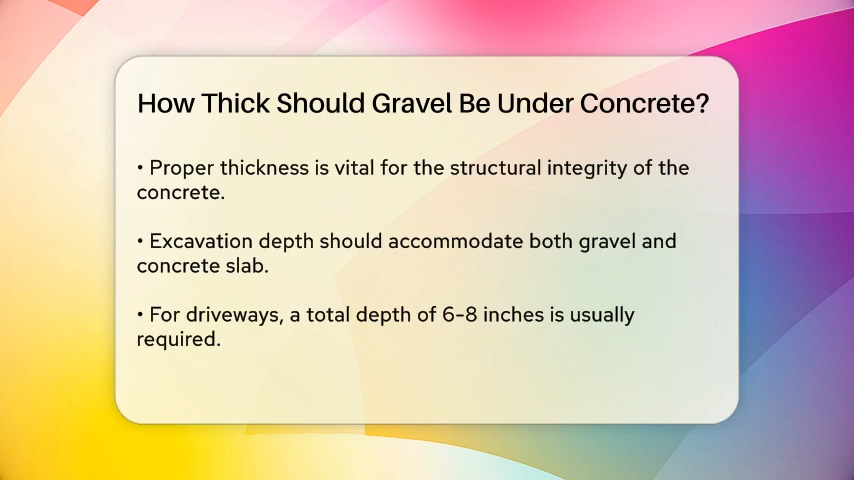 How Thick Should Gravel Be Under Concrete?
• Proper thickness is vital for the structural integrity of the
concrete.
• Excavation depth should accommodate both gravel and
concrete slab.
• For driveways, a total depth of 6–8 inches is usually
required.